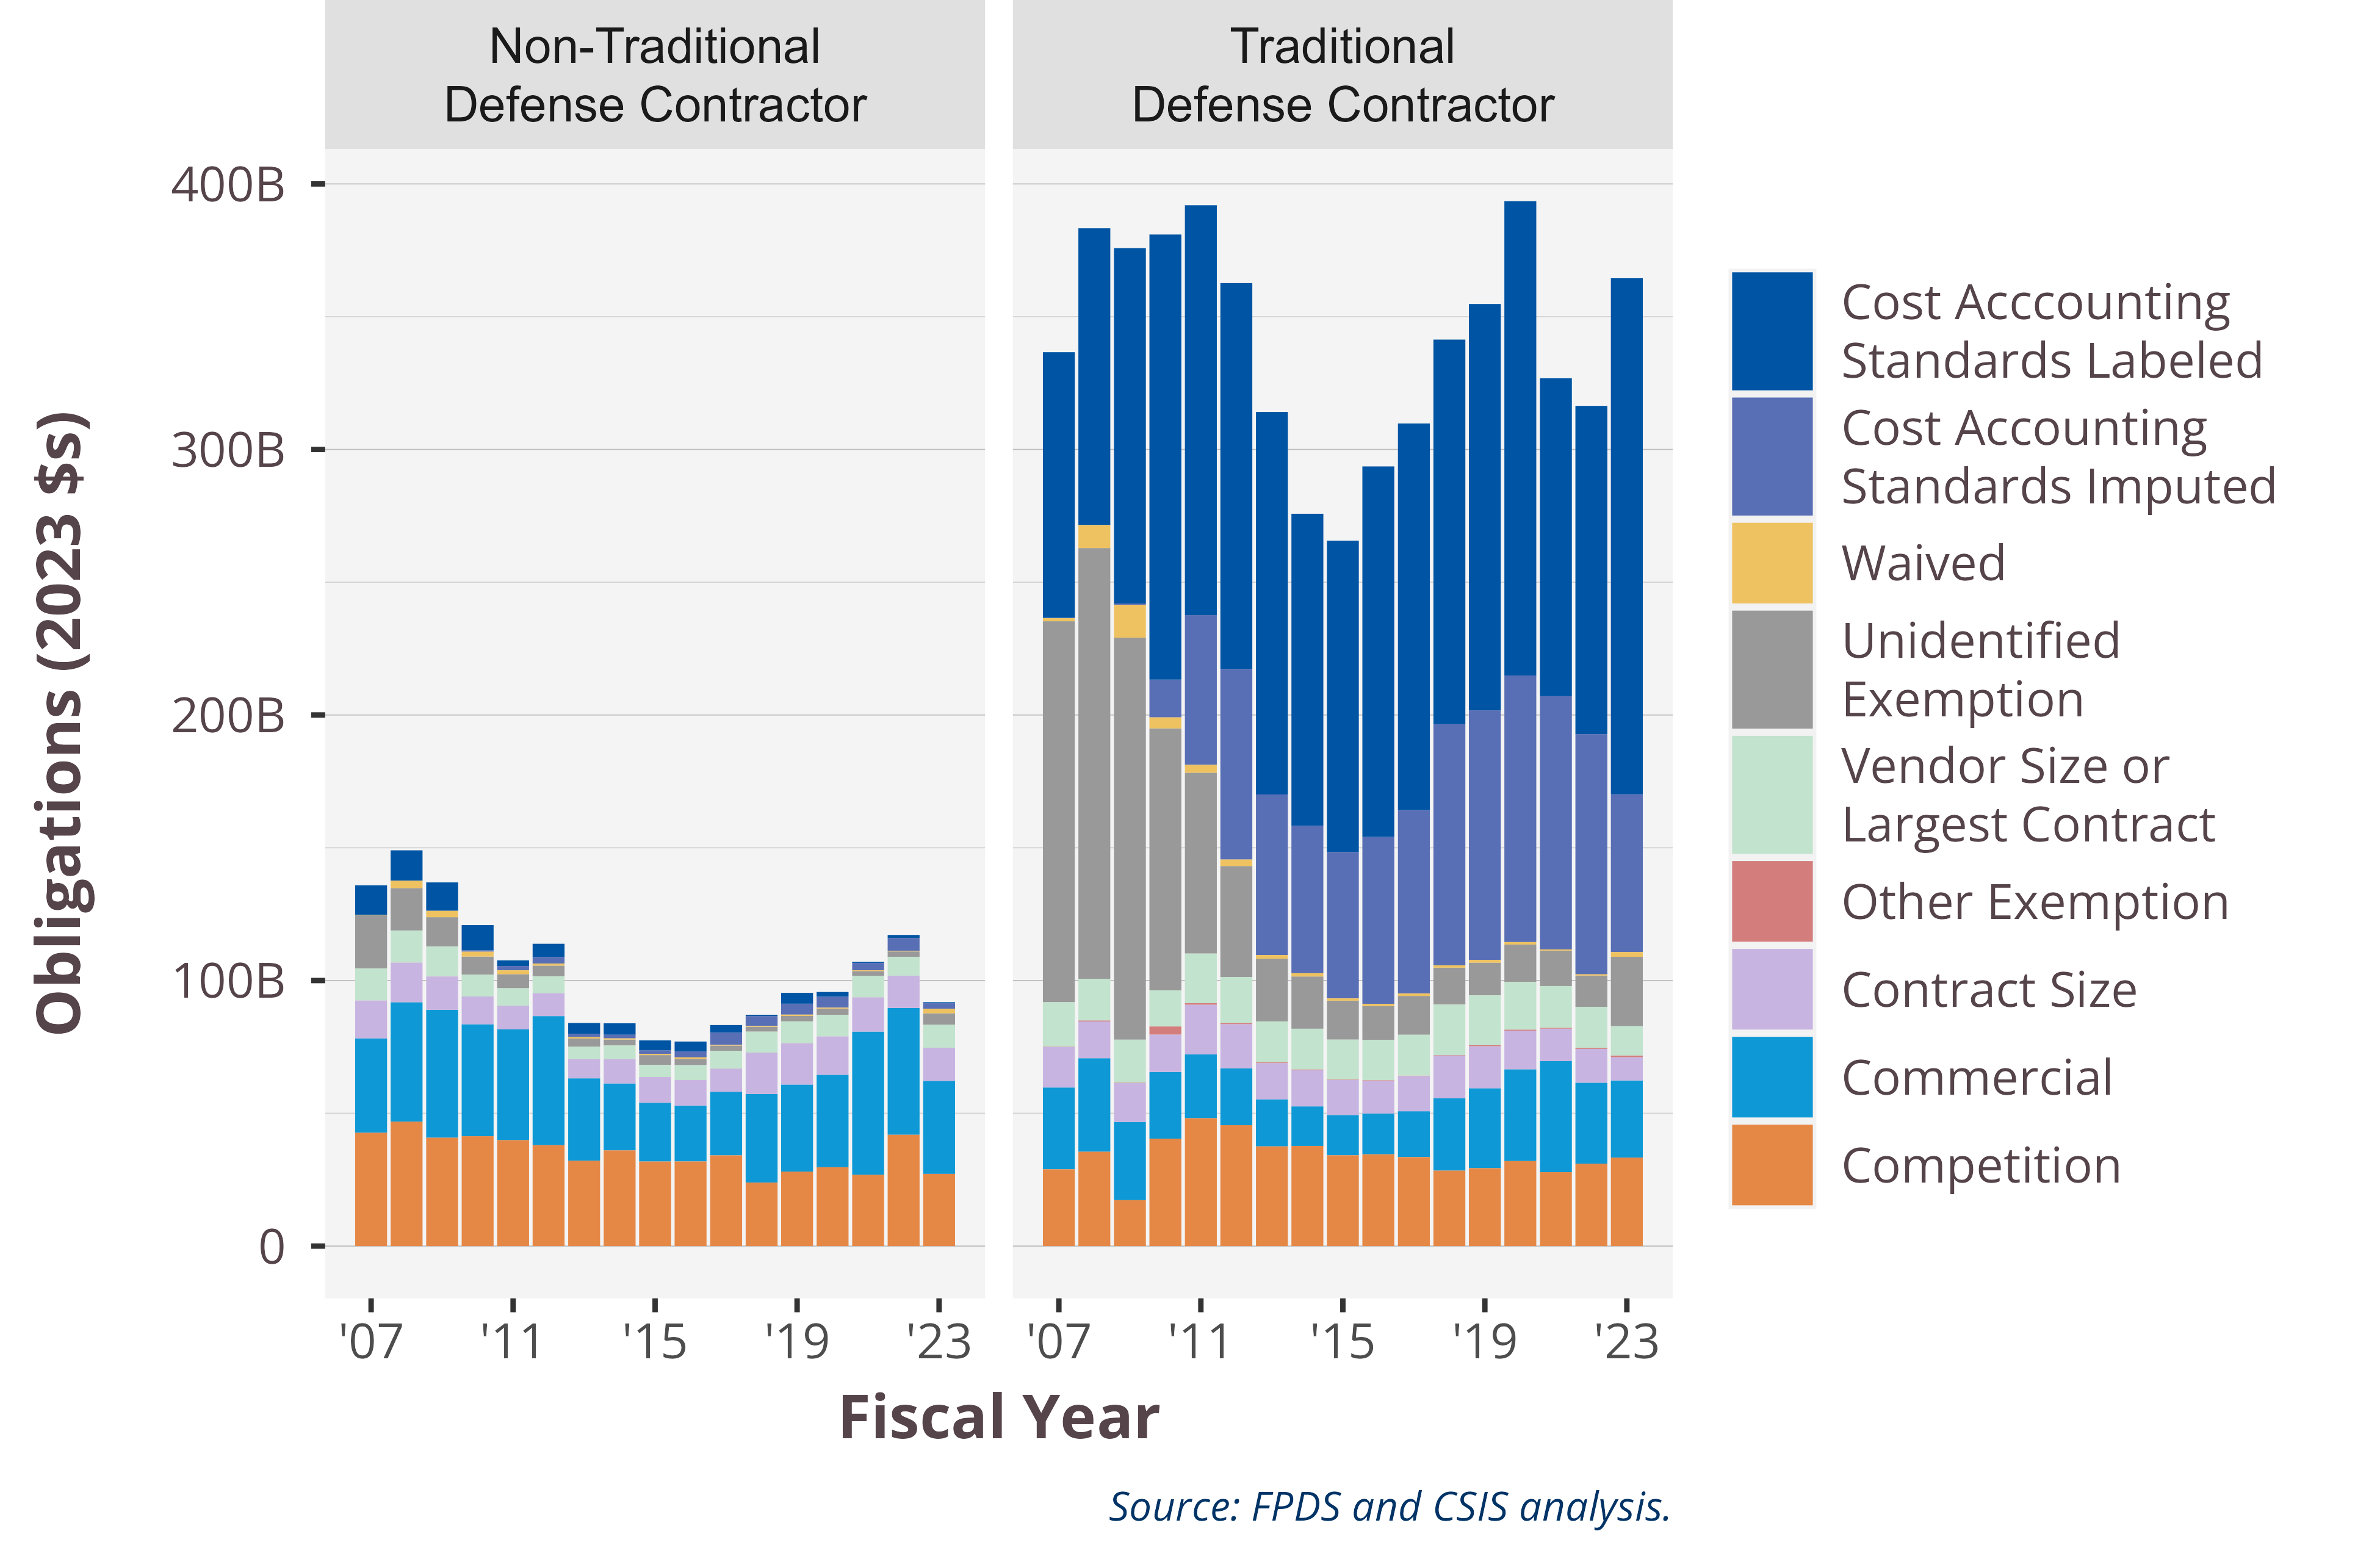 Non-Traditional
Defense Contractor
Traditional
Defense Contractor
Obligations (2023 $s)
400B
300B
200B
100B
0
'07
'11
'15
'19
'23
'07
'11
'15
'19
'23
Fiscal Year
Cost Acccounting
Standards Labeled
Cost Accounting
Standards Imputed
Waived
Unidentified
Exemption
Vendor Size or
Largest Contract
Other Exemption
Contract Size
Commercial
Competition
Source: FPDS and CSIS analysis.